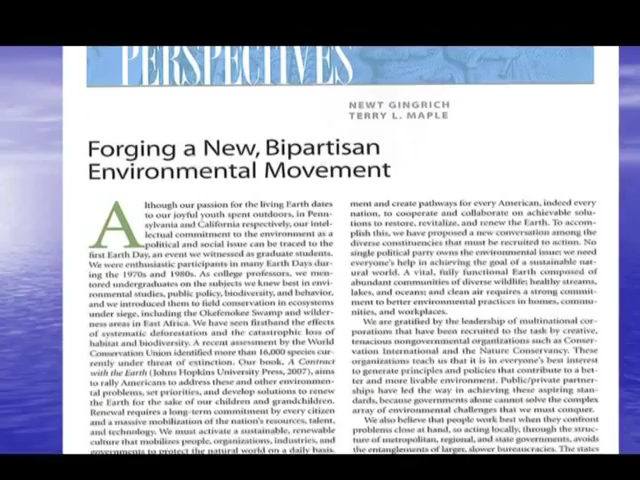 PERSPECTIVES
NEWT GINGRICH
TERRY L. MAPLE
Forging a New, Bipartisan
Environmental Movement
Although our passion for the living Earth dates
to our joyful youth spent outdoors, in Penn-
sylvania and California respectively, our intel-
lectual commitment to the environment as a
political and social issue can be traced to the
first Earth Day, an event we witnessed as graduate students.
We were enthusiastic participants in many Earth Days dur-
ing the 1970s and 1980s. As college professors, we men-
tored undergraduates on the subjects we knew best in envi-
ronmental studies, public policy, biodiversity, and behavior,
and we introduced them to field conservation in ecosystems
under siege, including the Okefenokee Swamp and wilder-
ness areas in East Africa. We have seen firsthand the effects
of systematic deforestation and the catastrophic loss of
habitat and biodiversity. A recent assessment by the World
Conservation Union identified more than 16,000 species cur-
rently under threat of extinction. Our book, A Contract
with the Earth (Johns Hopkins University Press, 2007), aims
to rally Americans to address these and other environmen-
tal problems, set priorities, and develop solutions to renew
the Earth for the sake of our children and grandchildren.
Renewal requires a long-term commitment by every citizen
and a massive mobilization of the nation's resources, talent,
and technology. We must activate a sustainable, renewable
culture that mobilizes people, organizations, industries, and
governments to protect the natural world on a daily basis.
ment and create pathways for every American, indeed every
nation, to cooperate and collaborate on achievable solu-
tions to restore, revitalize, and renew the Earth. To accom-
plish this, we have proposed a new conversation among the
diverse constituencies that must be recruited to action. No
single political party owns the environmental issue; we need
everyone's help in achieving the goal of a sustainable nat-
ural world. A vital, fully functional Earth composed of
abundant communities of diverse wildlife; healthy streams,
lakes, and oceans; and clean air requires a strong commit-
ment to better environmental practices in homes, commu-
nities, and workplaces.
We are gratified by the leadership of multinational cor-
porations that have been recruited to the task by creative,
tenacious nongovernmental organizations such as Conser-
vation International and the Nature Conservancy. These
organizations teach us that it is in everyone's best interest
to generate principles and policies that contribute to a bet-
ter and more livable environment. Public/private partner-
ships have led the way in achieving these aspiring stan-
dards, because governments alone cannot solve the complex
array of environmental challenges that we must conquer.
We also believe that people work best when they confront
problems close at hand, so acting locally, through the struc-
ture of metropolitan, regional, and state governments, avoids
the entanglements of larger, slower bureaucracies. The states